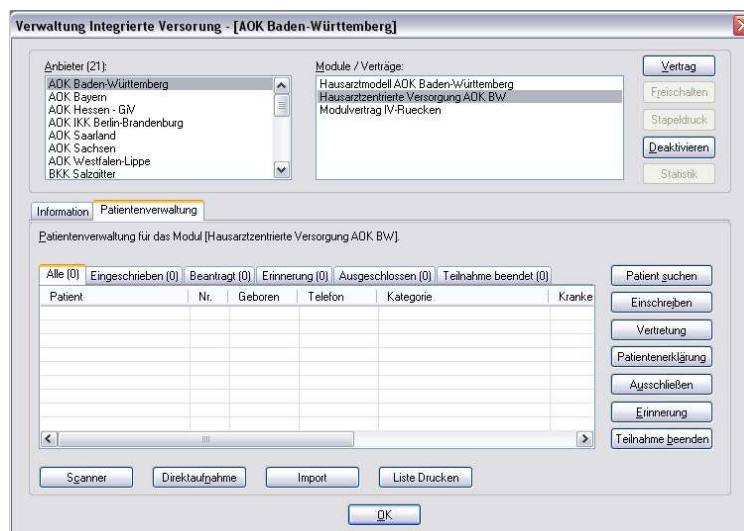 Verwaltung Integrierte Versorung - [AOK Baden-Württemberg]
Anbieter (21):
AOK Baden-Württemberg
AOK Bayern
AOK Hessen - GiV
AOK IKK Berlin-Brandenburg
AOK Saarland
AOK Sachsen
AOK Westfalen-Lippe
BKK Salzgitter
Module / Verträge:
Hausarztmodell AOK Baden-Württemberg
Hausarztzentrierte Versorgung AOK BW
Modulvertrag IV-Ruecken
Vertrag
Freischalten
Stapeldruck
Deaktivieren
Statistik
Information Patientenverwaltung
Patientenverwaltung für das Modul [Hausarztzentrierte Versorgung AOK BW].
Alle (0) Eingeschrieben (0) Beantragt (0) Erinnerung (0) Ausgeschlossen (0) Teilnahme beendet (0)
Patient Nr. Geboren Telefon Kategorie Kranke
Patient suchen
Einschreiben
Vertretung
Patientenerklärung
Ausschließen
Erinnerung
Teilnahme beenden
Scanner Direktaufnahme Import Liste Drucken
OK